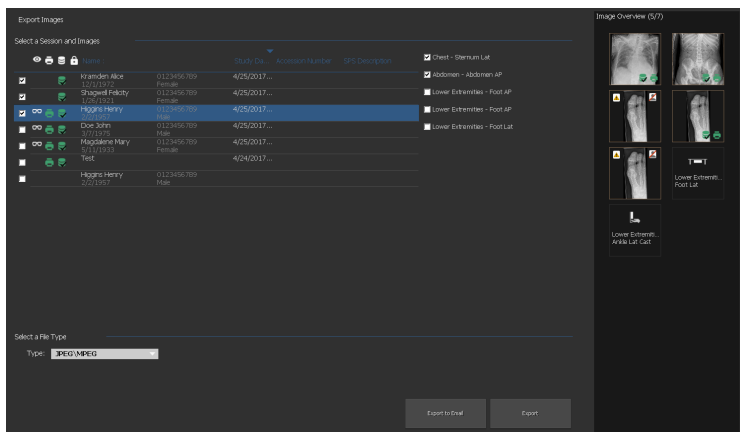 Export Images
Image Overview (5/7)
Select a Session and Images
Name
Study Da...
Accession Number
SPS Description
Chest - Sternum Lat
Kramden Alice
0123456789
4/25/2017...
12/1/1972
Female
Abdomen - Abdomen AP
Shagwell Felicity
0123456789
4/25/2017...
1/26/1921
Female
Lower Extremities - Foot AP
Higgins Henry
0123456789
4/25/2017...
2/2/1957
Male
Lower Extremities - Foot AP
Doe John
0123456789
4/25/2017...
3/7/1975
Male
Lower Extremities - Foot Lat
Magdalene Mary
0123456789
4/25/2017...
5/11/1933
Female
Test
4/24/2017...
Higgins Henry
0123456789
2/2/1957
Male
Lower Extremiti...
Foot Lat
Lower Extremiti...
Ankle Lat Cast
Select a File Type
Type:
JPEG\MPEG
Export to Email
Export